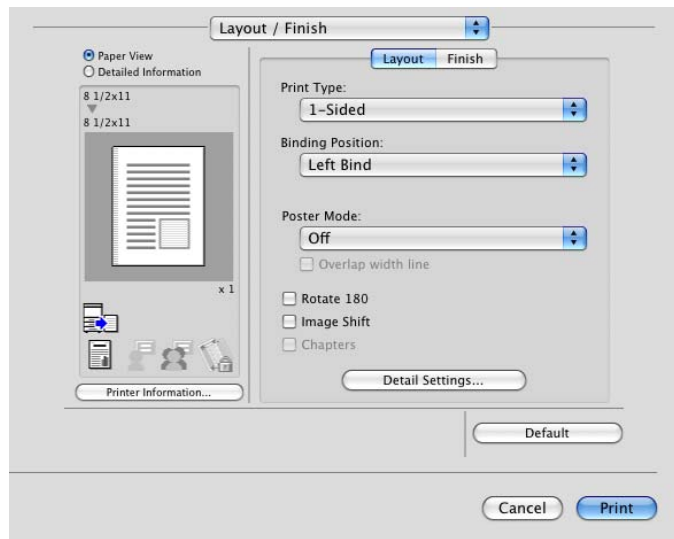 Layout / Finish
Paper View
Detailed Information
8 1/2x11
8 1/2x11
x 1
Printer Information...
Layout Finish
Print Type:
1-Sided
Binding Position:
Left Bind
Poster Mode:
Off
Overlap width line
Rotate 180
Image Shift
Chapters
Detail Settings...
Default
Cancel Print